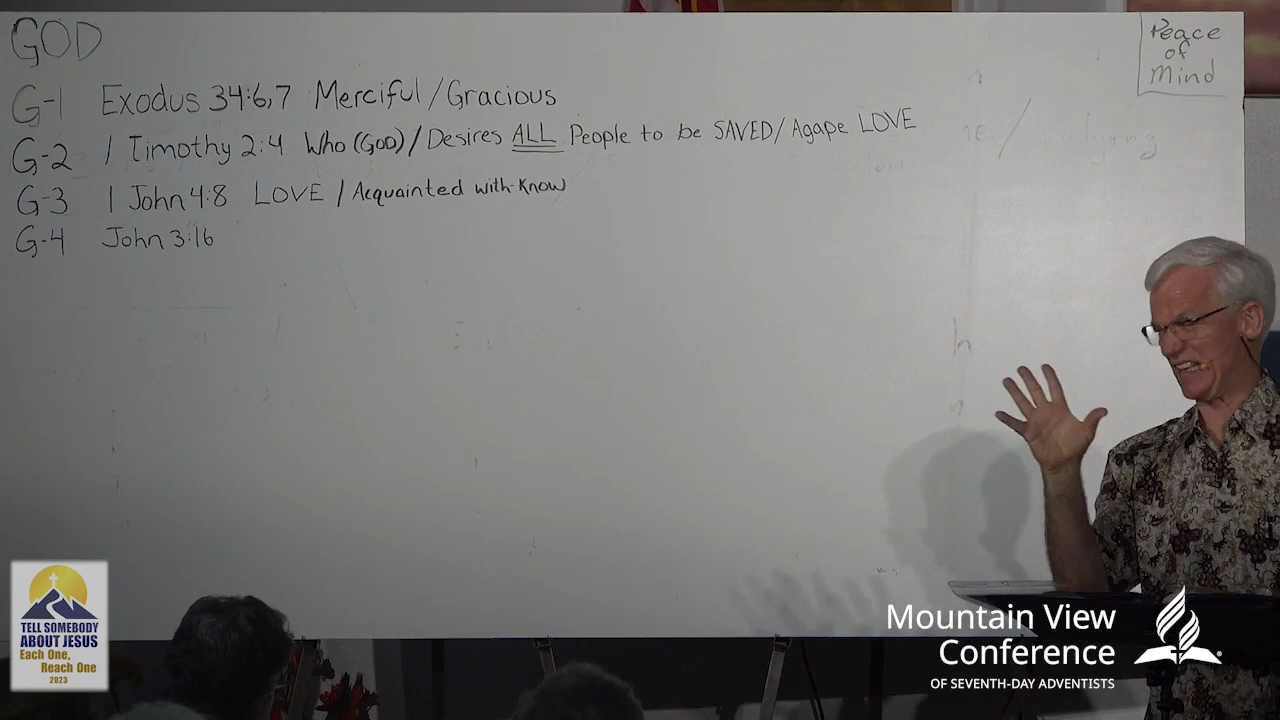 GOD
Peace
of
Mind
G-1 Exodus 34:6,7 Merciful/Gracious
G-2 1 Timothy 2:4 Who (GOD)/Desires ALL People to be SAVED/Agape LOVE
G-3 1 John 4:8 LOVE / Acquainted with-Know
G-4 John 3:16
TELL SOMEBODY
ABOUT JESUS
Each One,
Reach One
2023
Mountain View
Conference
OF SEVENTH-DAY ADVENTISTS